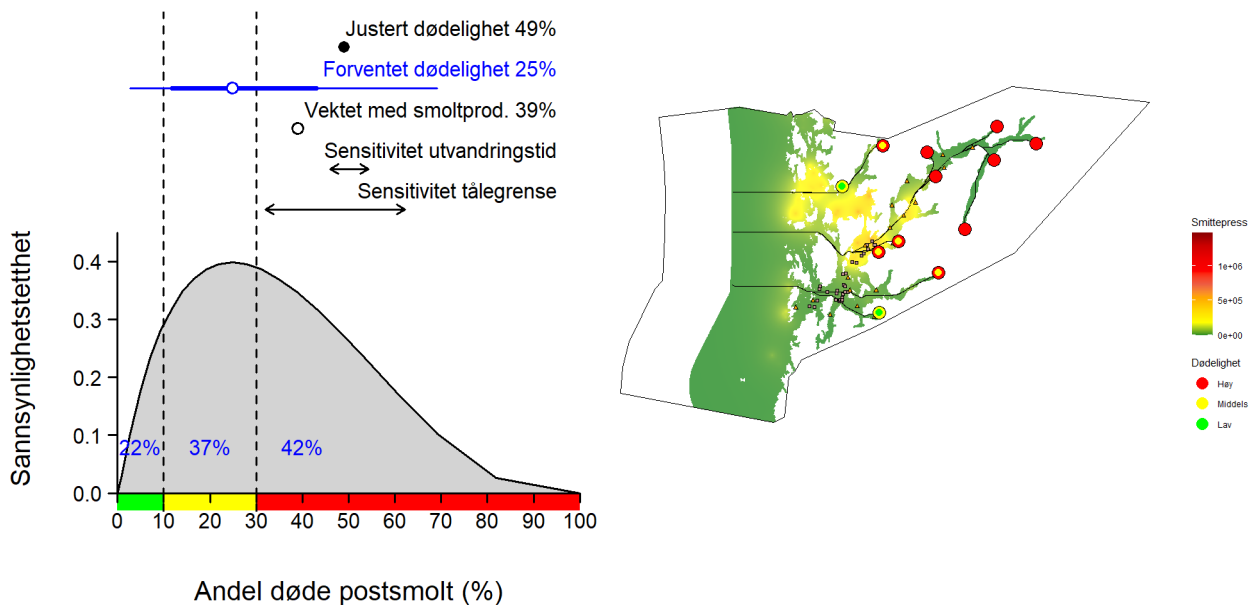 Justert dødelighet 49%
Forventet dødelighet 25%
Vektet med smoltprod. 39%
Sensitivitet utvandringstid
Sensitivitet tålegrense
Sannsynlighetstetthet
0.4
0.3
0.2
0.1
0.0
22% 37% 42%
0 10 20 30 40 50 60 70 80 90 100
Andel døde postsmolt (%)
Smittepress
1e+06
5e+05
0e+00
Dødelighet
Høy
Middels
Lav